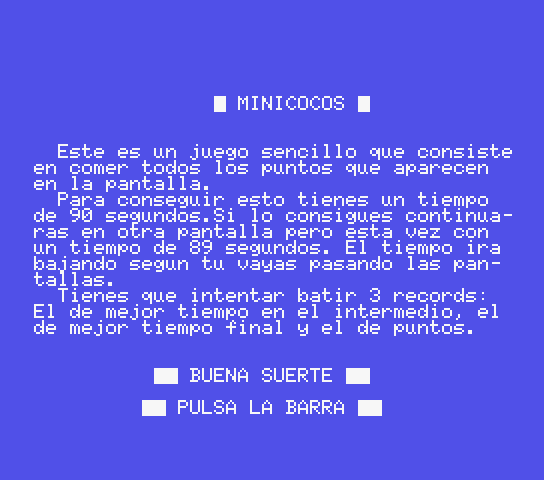 MINICOCOS
Este es un juego sencillo que consiste
en comer todos los puntos que aparecen
en la pantalla.
Para conseguir esto tienes un tiempo
de 90 segundos.Si lo consigues continua-
ras en otra pantalla pero esta vez con
un tiempo de 89 segundos. El tiempo ira
bajando segun tu vayas pasando las pan-
tallas.
Tienes que intentar batir 3 records:
El de mejor tiempo en el intermedio, el
de mejor tiempo final y el de puntos.
BUENA SUERTE
PULSA LA BARRA